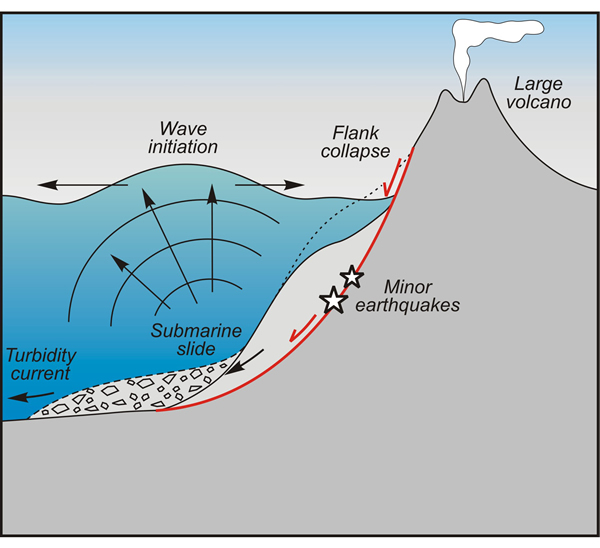 Large
volcano
Wave
initiation
Flank
collapse
Minor
earthquakes
Submarine
slide
Turbidity
current